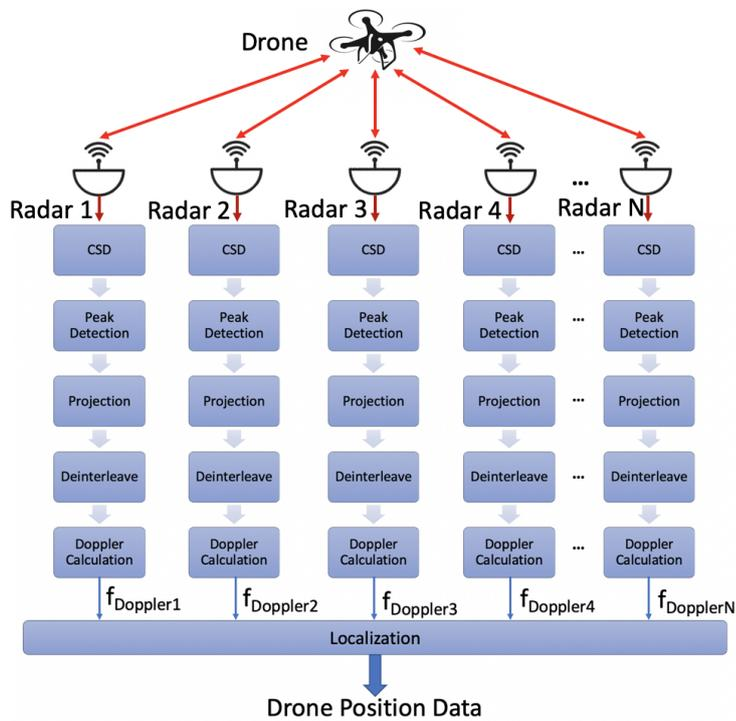 Drone
Radar 1 Radar 2 Radar 3 Radar 4 ... Radar N
CSD CSD CSD CSD ... CSD
Peak Peak Peak Peak ... Peak
Detection Detection Detection Detection Detection
Projection Projection Projection Projection ... Projection
Deinterleave Deinterleave Deinterleave Deinterleave ... Deinterleave
Doppler Doppler Doppler Doppler ... Doppler
Calculation Calculation Calculation Calculation Calculation
fDoppler1 fDoppler2 fDoppler3 fDoppler4 fDopplerN
Localization
Drone Position Data